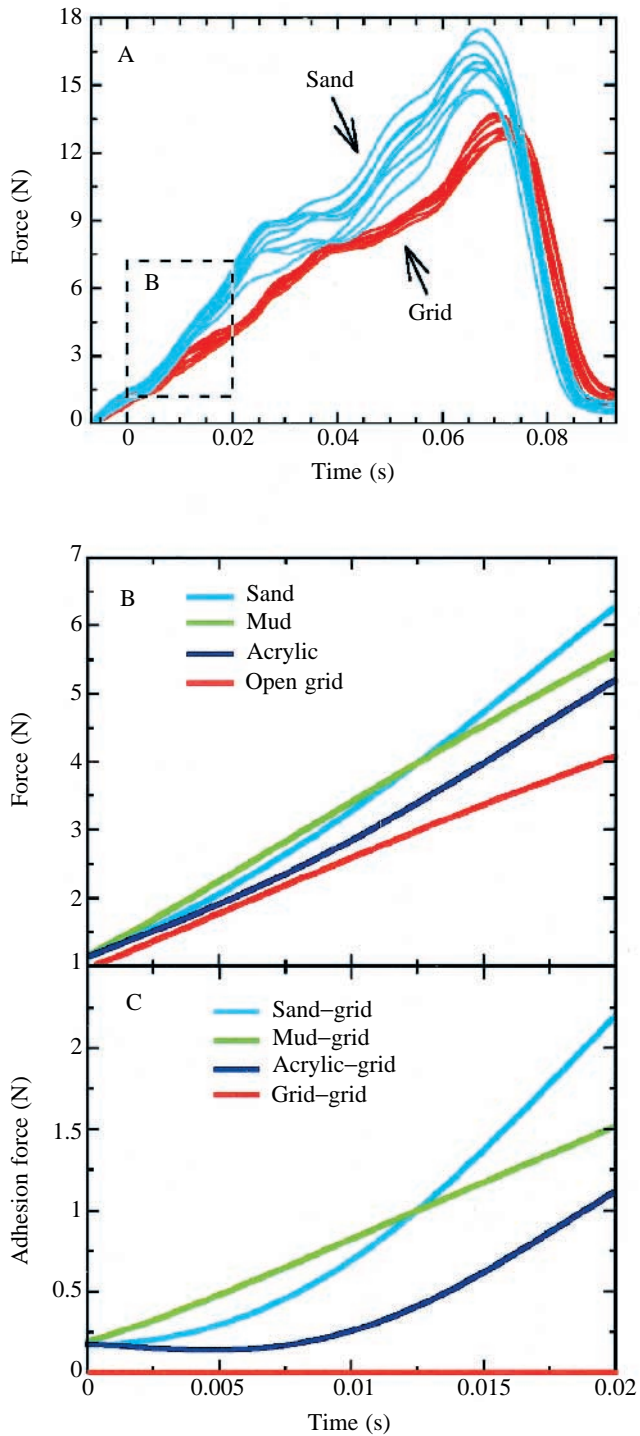 18
A
15
Sand
12
Force (N)
9
B
6
Grid
3
0
0 0.02 0.04 0.06 0.08
Time (s)
7
B
Sand
Mud
Acrylic
Open grid
6
5
Force (N)
4
3
2
1
C
Sand–grid
Mud–grid
Acrylic–grid
Grid–grid
2
1.5
Adhesion force (N)
1
0.5
0
0 0.005 0.01 0.015 0.02
Time (s)